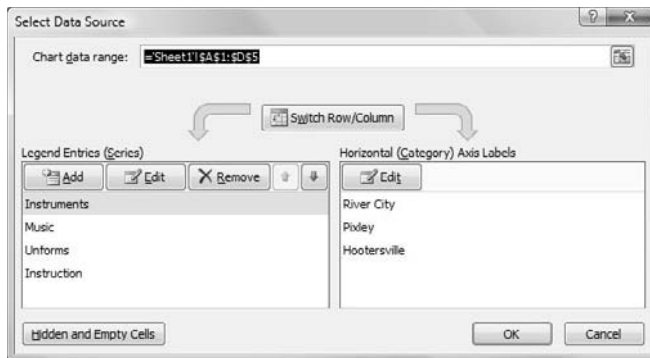 Select Data Source
Chart data range: ='Sheet1'!$A$1:$D$5
Switch Row/Column
Legend Entries (Series)
Add Edit Remove
Instruments
Music
Unforms
Instruction
Horizontal (Category) Axis Labels
Edit
River City
Pixley
Hootersville
Hidden and Empty Cells
OK Cancel